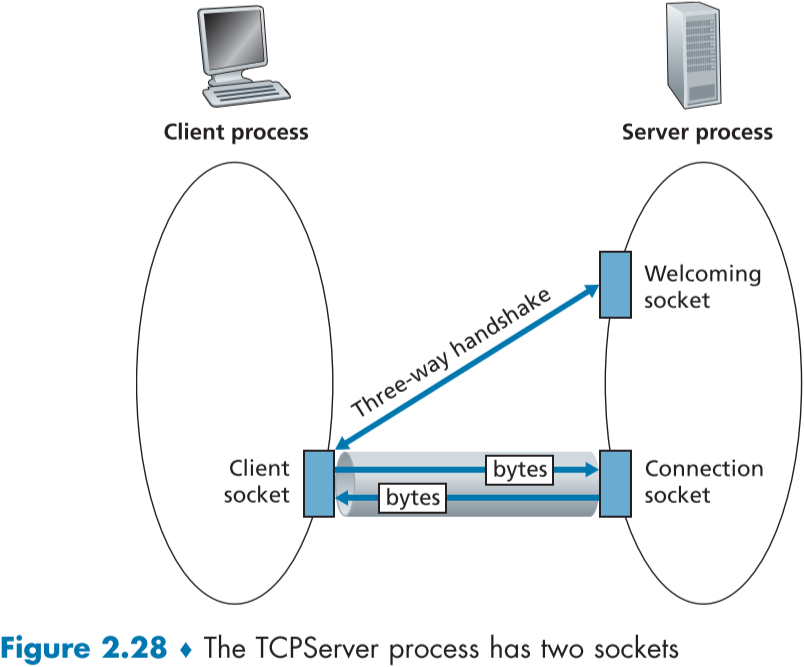 Client process
Server process
Welcoming
socket
Three-way handshake
Client
socket
bytes
bytes
Connection
socket
Figure 2.28 ♦ The TCPServer process has two sockets